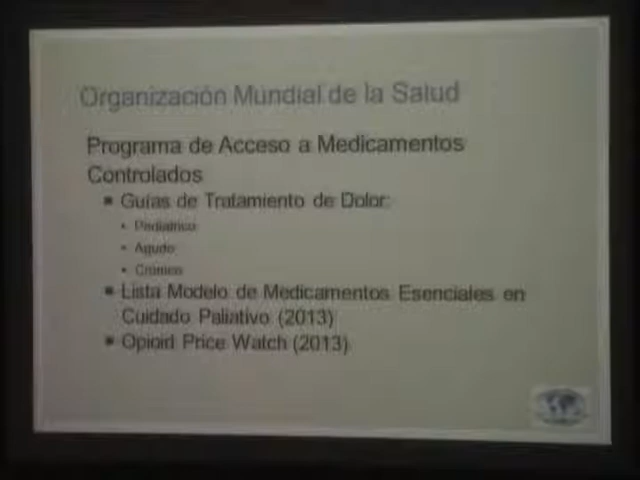 Organización Mundial de la Salud
Programa de Acceso a Medicamentos
Controlados
Guías de Tratamiento de Dolor:
Pediátrico
Agudo
Crónico
Lista Modelo de Medicamentos Esenciales en
Cuidado Paliativo (2013)
Opioid Price Watch (2013)